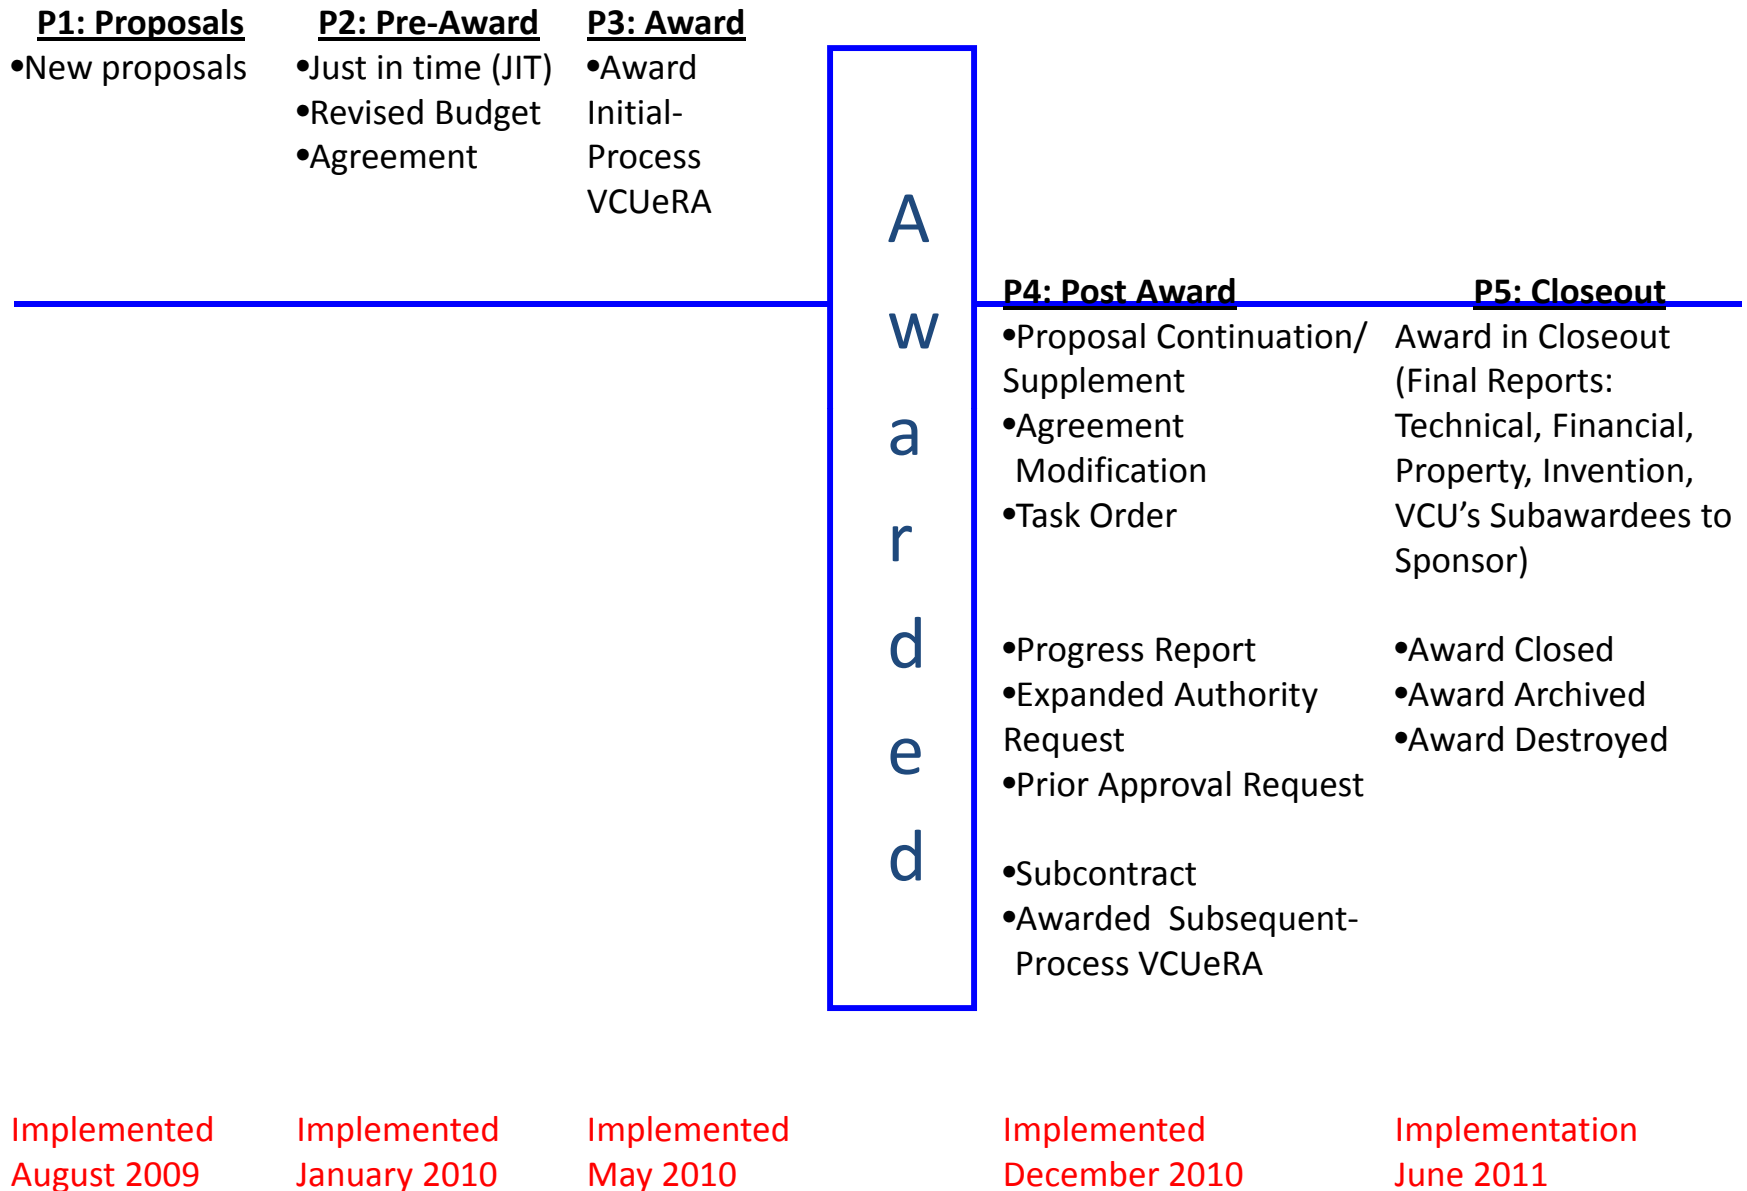 P1: Proposals
•New proposals
P2: Pre-Award
•Just in time (JIT)
•Revised Budget
•Agreement
P3: Award
•Award
Initial-
Process
VCUeRA
A
w
a
r
d
e
d
P4: Post Award
•Proposal Continuation/
Supplement
•Agreement
Modification
•Task Order
•Progress Report
•Expanded Authority
Request
•Prior Approval Request
•Subcontract
•Awarded  Subsequent-
Process VCUeRA
P5: Closeout
Award in Closeout
(Final Reports:
Technical, Financial,
Property, Invention,
VCU’s Subawardees to
Sponsor)
•Award Closed
•Award Archived
•Award Destroyed
Implemented
August 2009
Implemented
January 2010
Implemented
May 2010
Implemented
December 2010
Implementation
June 2011